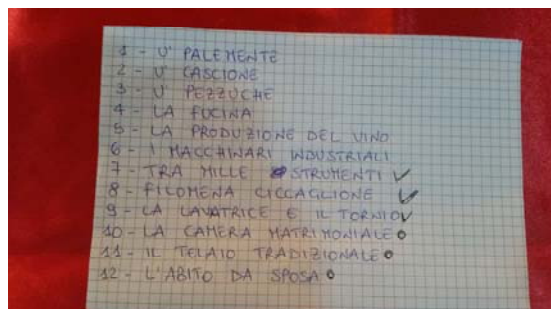 1 - U' PALEMENTE
2 - U' CASCIONE
3 - U' PEZZUCHE
4 - LA FUCINA
5 - LA PRODUZIONE DEL VINO
6 - I MACCHINARI INDUSTRIALI
7 - TRA MILLE STRUMENTI ✓
8 - FILOMENA CICCAGLIONE ✓
9 - LA LAVATRICE E IL TORNIO ✓
10 - LA CAMERA MATRIMONIALE o
11 - IL TELAIO TRADIZIONALE o
12 - L'ABITO DA SPOSA o